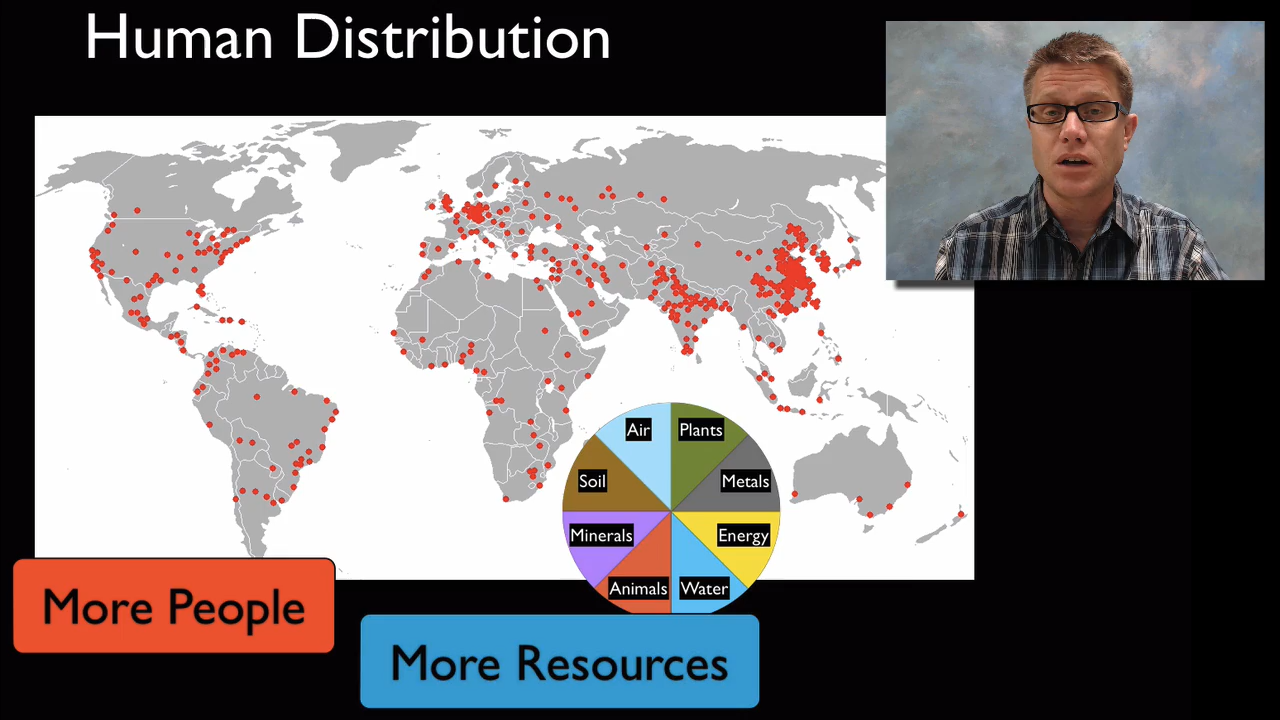 Human Distribution
Air
Plants
Soil
Metals
Minerals
Energy
Animals
Water
More People
More Resources